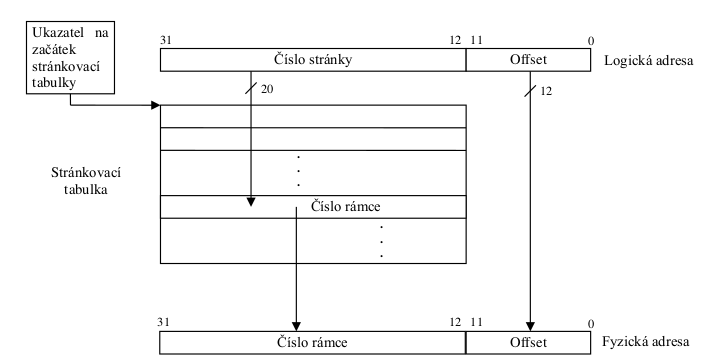 Ukazatel na
začátek
stránkovací
tabulky
31
12
11
0
Číslo stránky
Offset
Logická adresa
20
12
Stránkovací
tabulka
Číslo rámce
31
12
11
0
Číslo rámce
Offset
Fyzická adresa